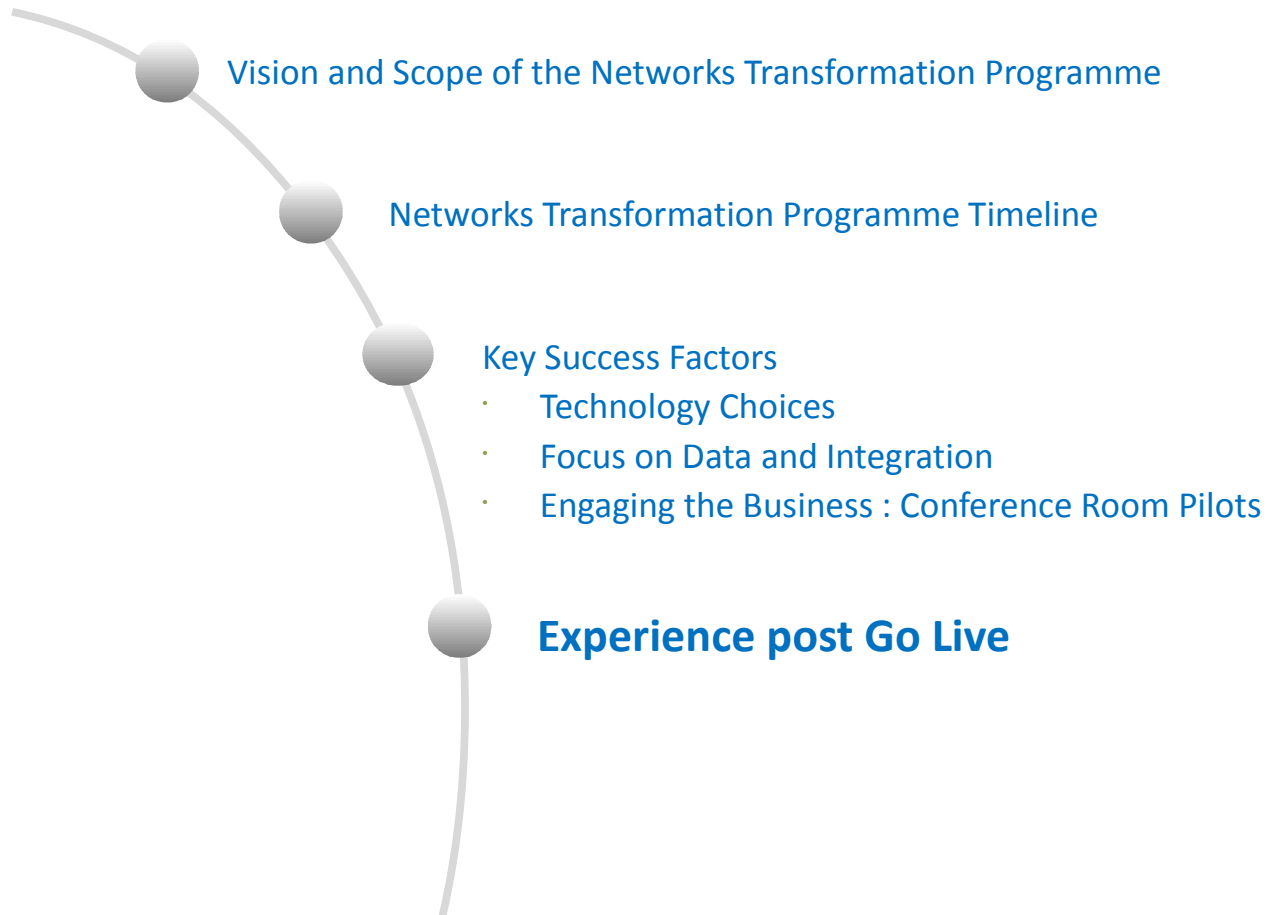 Vision and Scope of the Networks Transformation Programme
Networks Transformation Programme Timeline
Key Success Factors
· Technology Choices
· Focus on Data and Integration
· Engaging the Business : Conference Room Pilots
Experience post Go Live